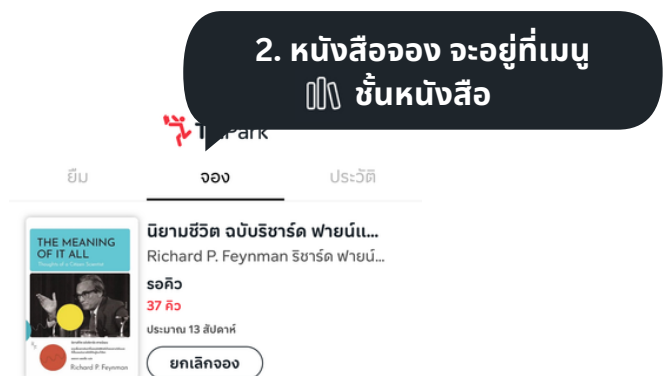 2. หนังสือจอง จะอยู่ที่เมนู
ชั้นหนังสือ
Park
ยืม
จอง
ประวัติ
THE MEANING
OF IT ALL
Thoughts of a Citizen Scientist
Richard P. Feynman
นิยามชีวิต ฉบับริชาร์ด ฟายน์แ...
Richard P. Feynman ริชาร์ด ฟายน์...
รอคิว
37 คิว
ประมาณ 13 สัปดาห์
ยกเลิกจอง